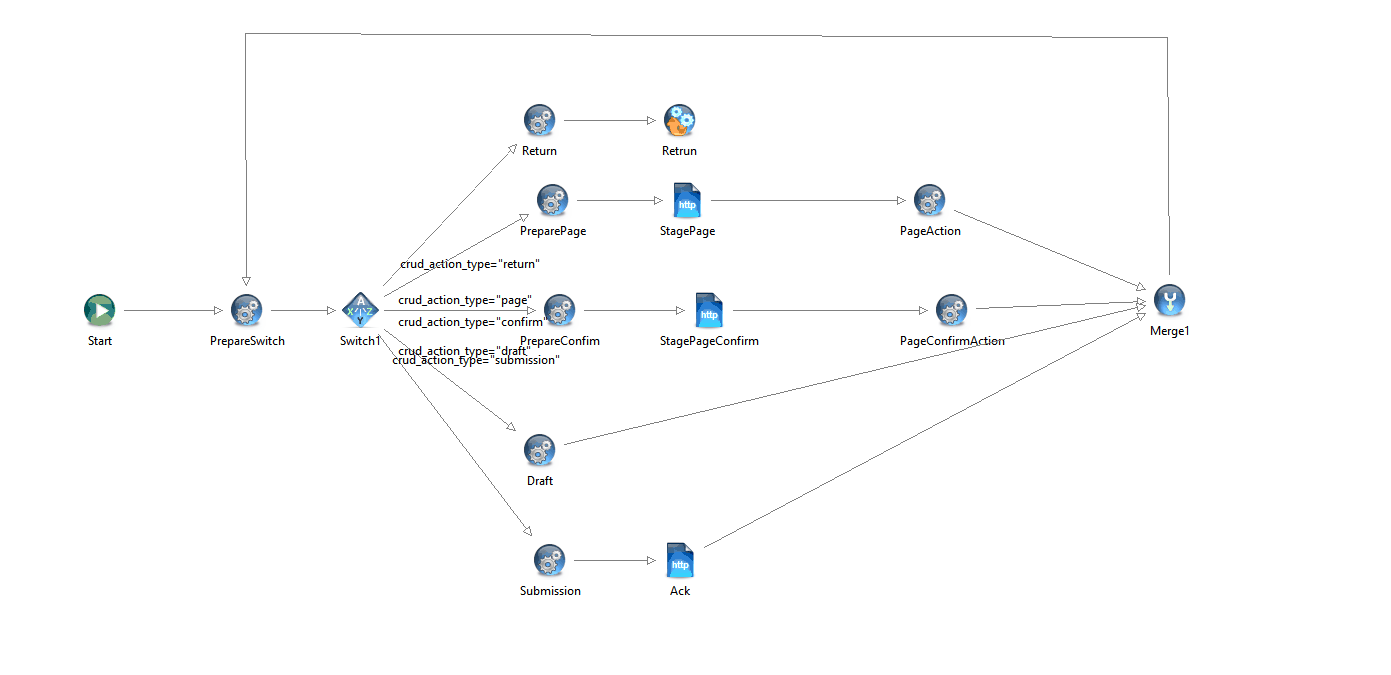 Return
Retrun
PreparePage
http
StagePage
PageAction
crud_action_type="return"
crud_action_type="page"
crud_action_type="confirm"
crud_action_type="draft"
crud_action_type="submission"
Start
PrepareSwitch
A
X Z
Y
Switch1
PrepareConfim
http
StagePageConfirm
PageConfirmAction
Merge1
Draft
Submission
http
Ack